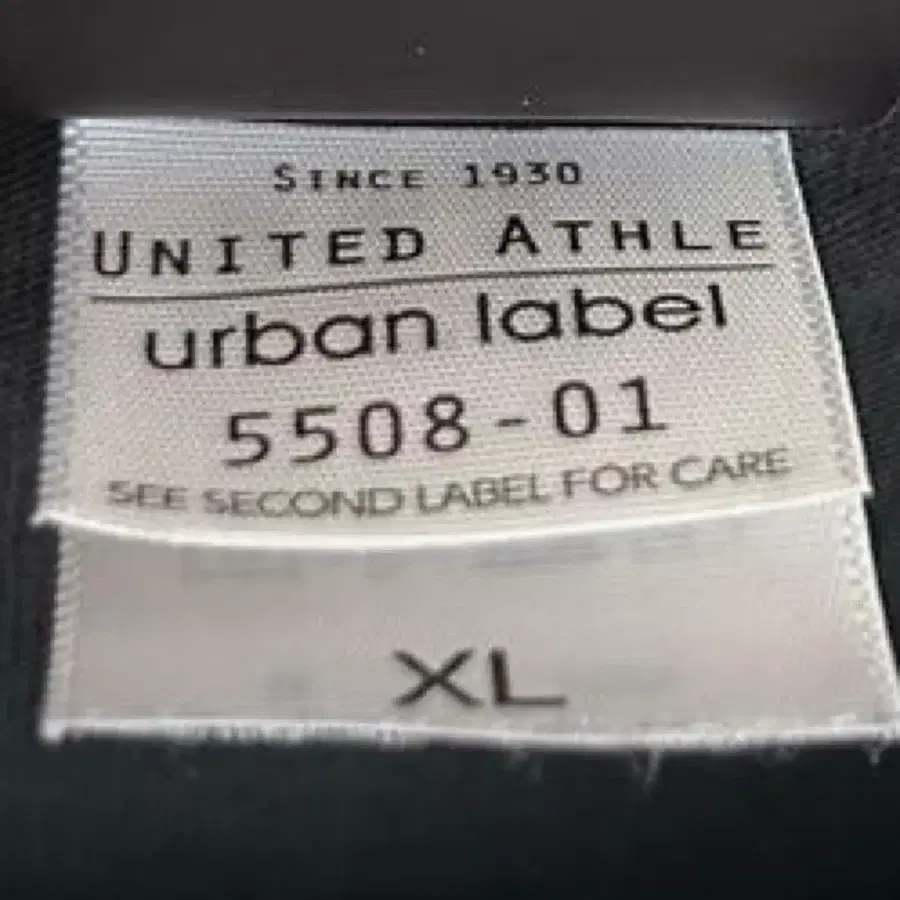 SINCE 1930
UNITED ATHLE
urban label
5508-01
SEE SECOND LABEL FOR CARE
XL